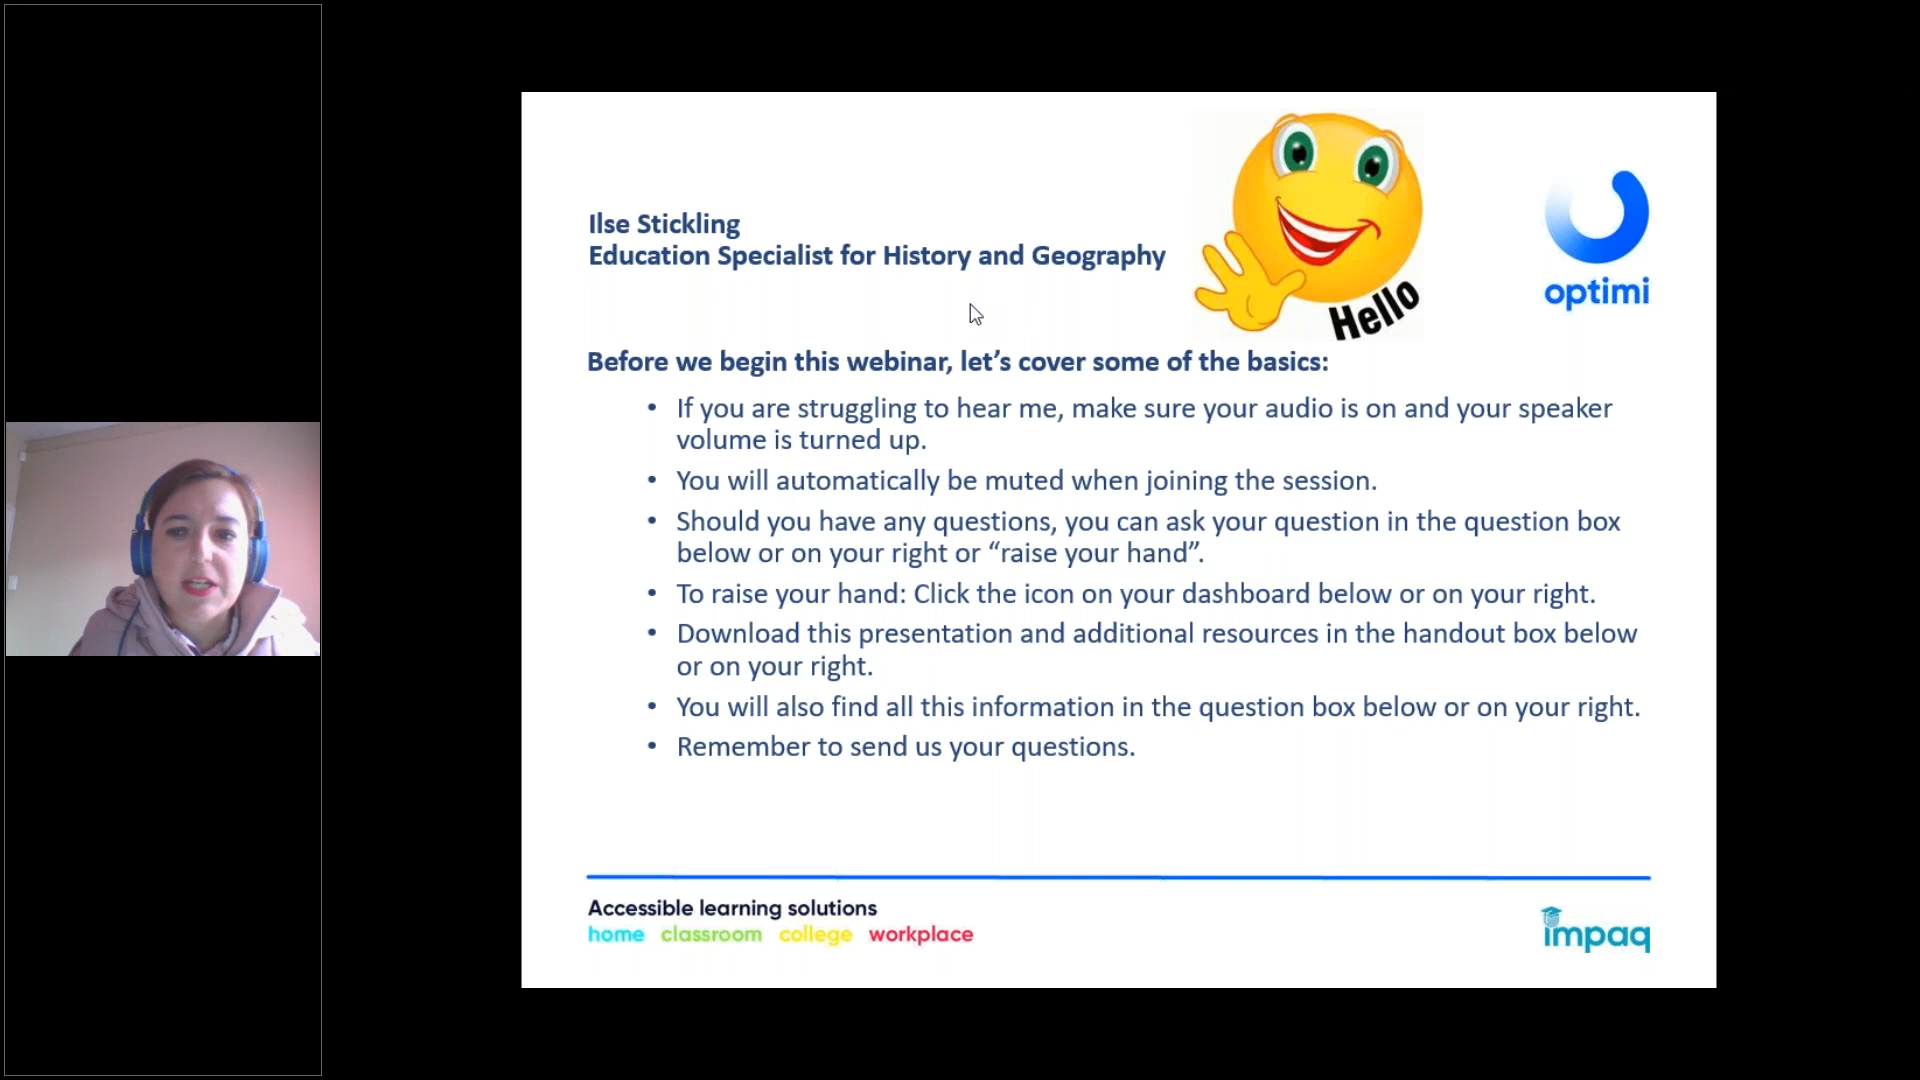 Hello
optimi
Ilse Stickling
Education Specialist for History and Geography
Before we begin this webinar, let’s cover some of the basics:
• If you are struggling to hear me, make sure your audio is on and your speaker
volume is turned up.
• You will automatically be muted when joining the session.
• Should you have any questions, you can ask your question in the question box
below or on your right or “raise your hand”.
• To raise your hand: Click the icon on your dashboard below or on your right.
• Download this presentation and additional resources in the handout box below
or on your right.
• You will also find all this information in the question box below or on your right.
• Remember to send us your questions.
Accessible learning solutions
home classroom college workplace
impaq